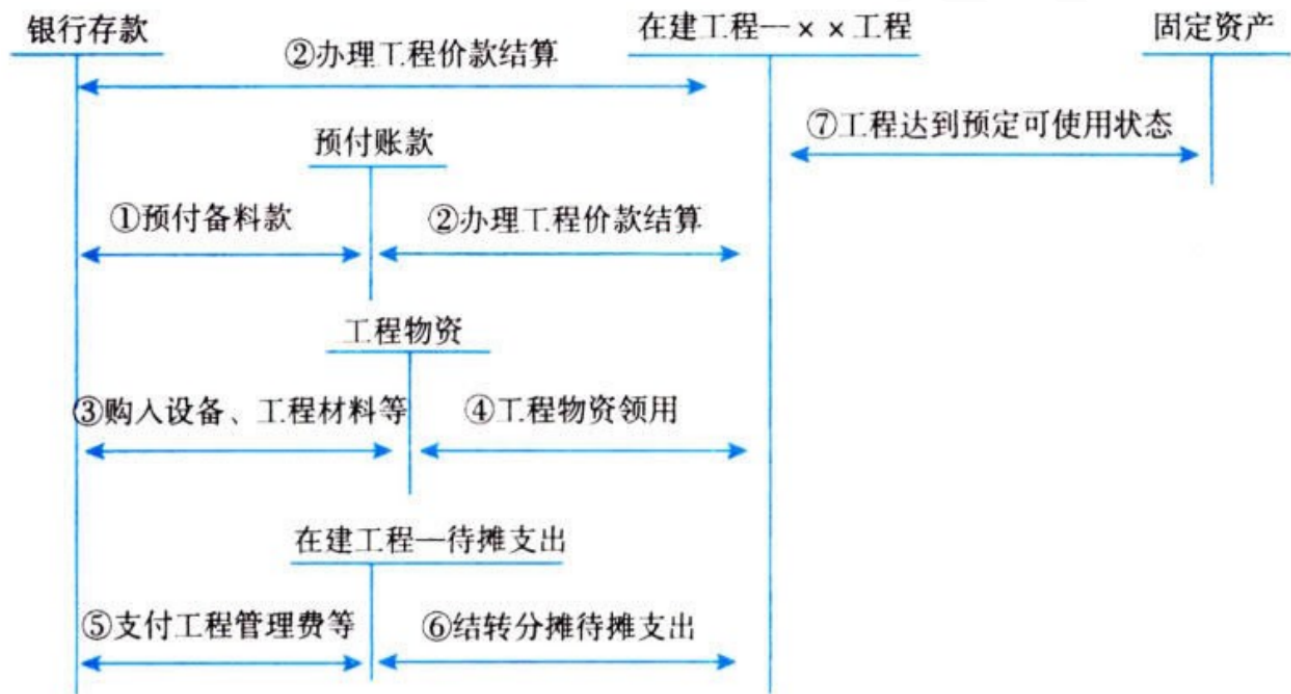 银行存款
在建工程—××工程
固定资产
②办理工程价款结算
⑦工程达到预定可使用状态
预付账款
①预付备料款
②办理工程价款结算
工程物资
③购入设备、工程材料等
④工程物资领用
在建工程—待摊支出
⑤支付工程管理费等
⑥结转分摊待摊支出